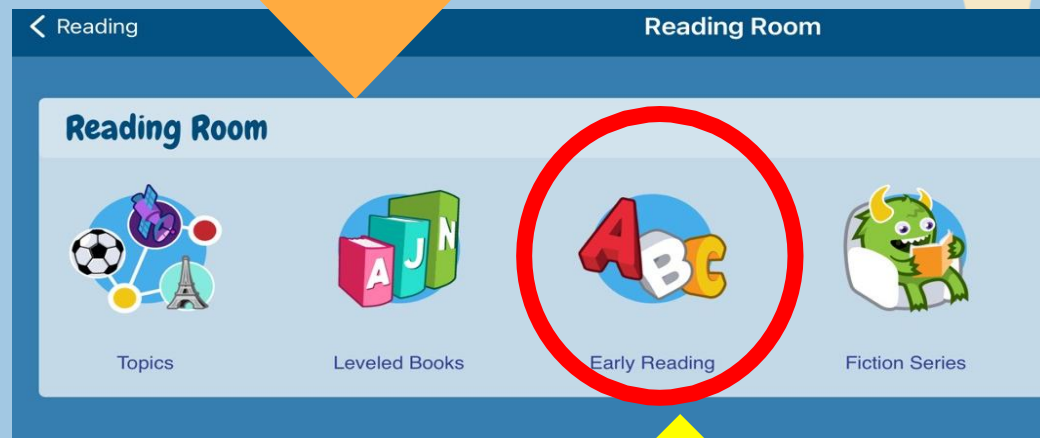 Reading
Reading Room
Reading Room
A J N
A B C
Topics
Leveled Books
Early Reading
Fiction Series